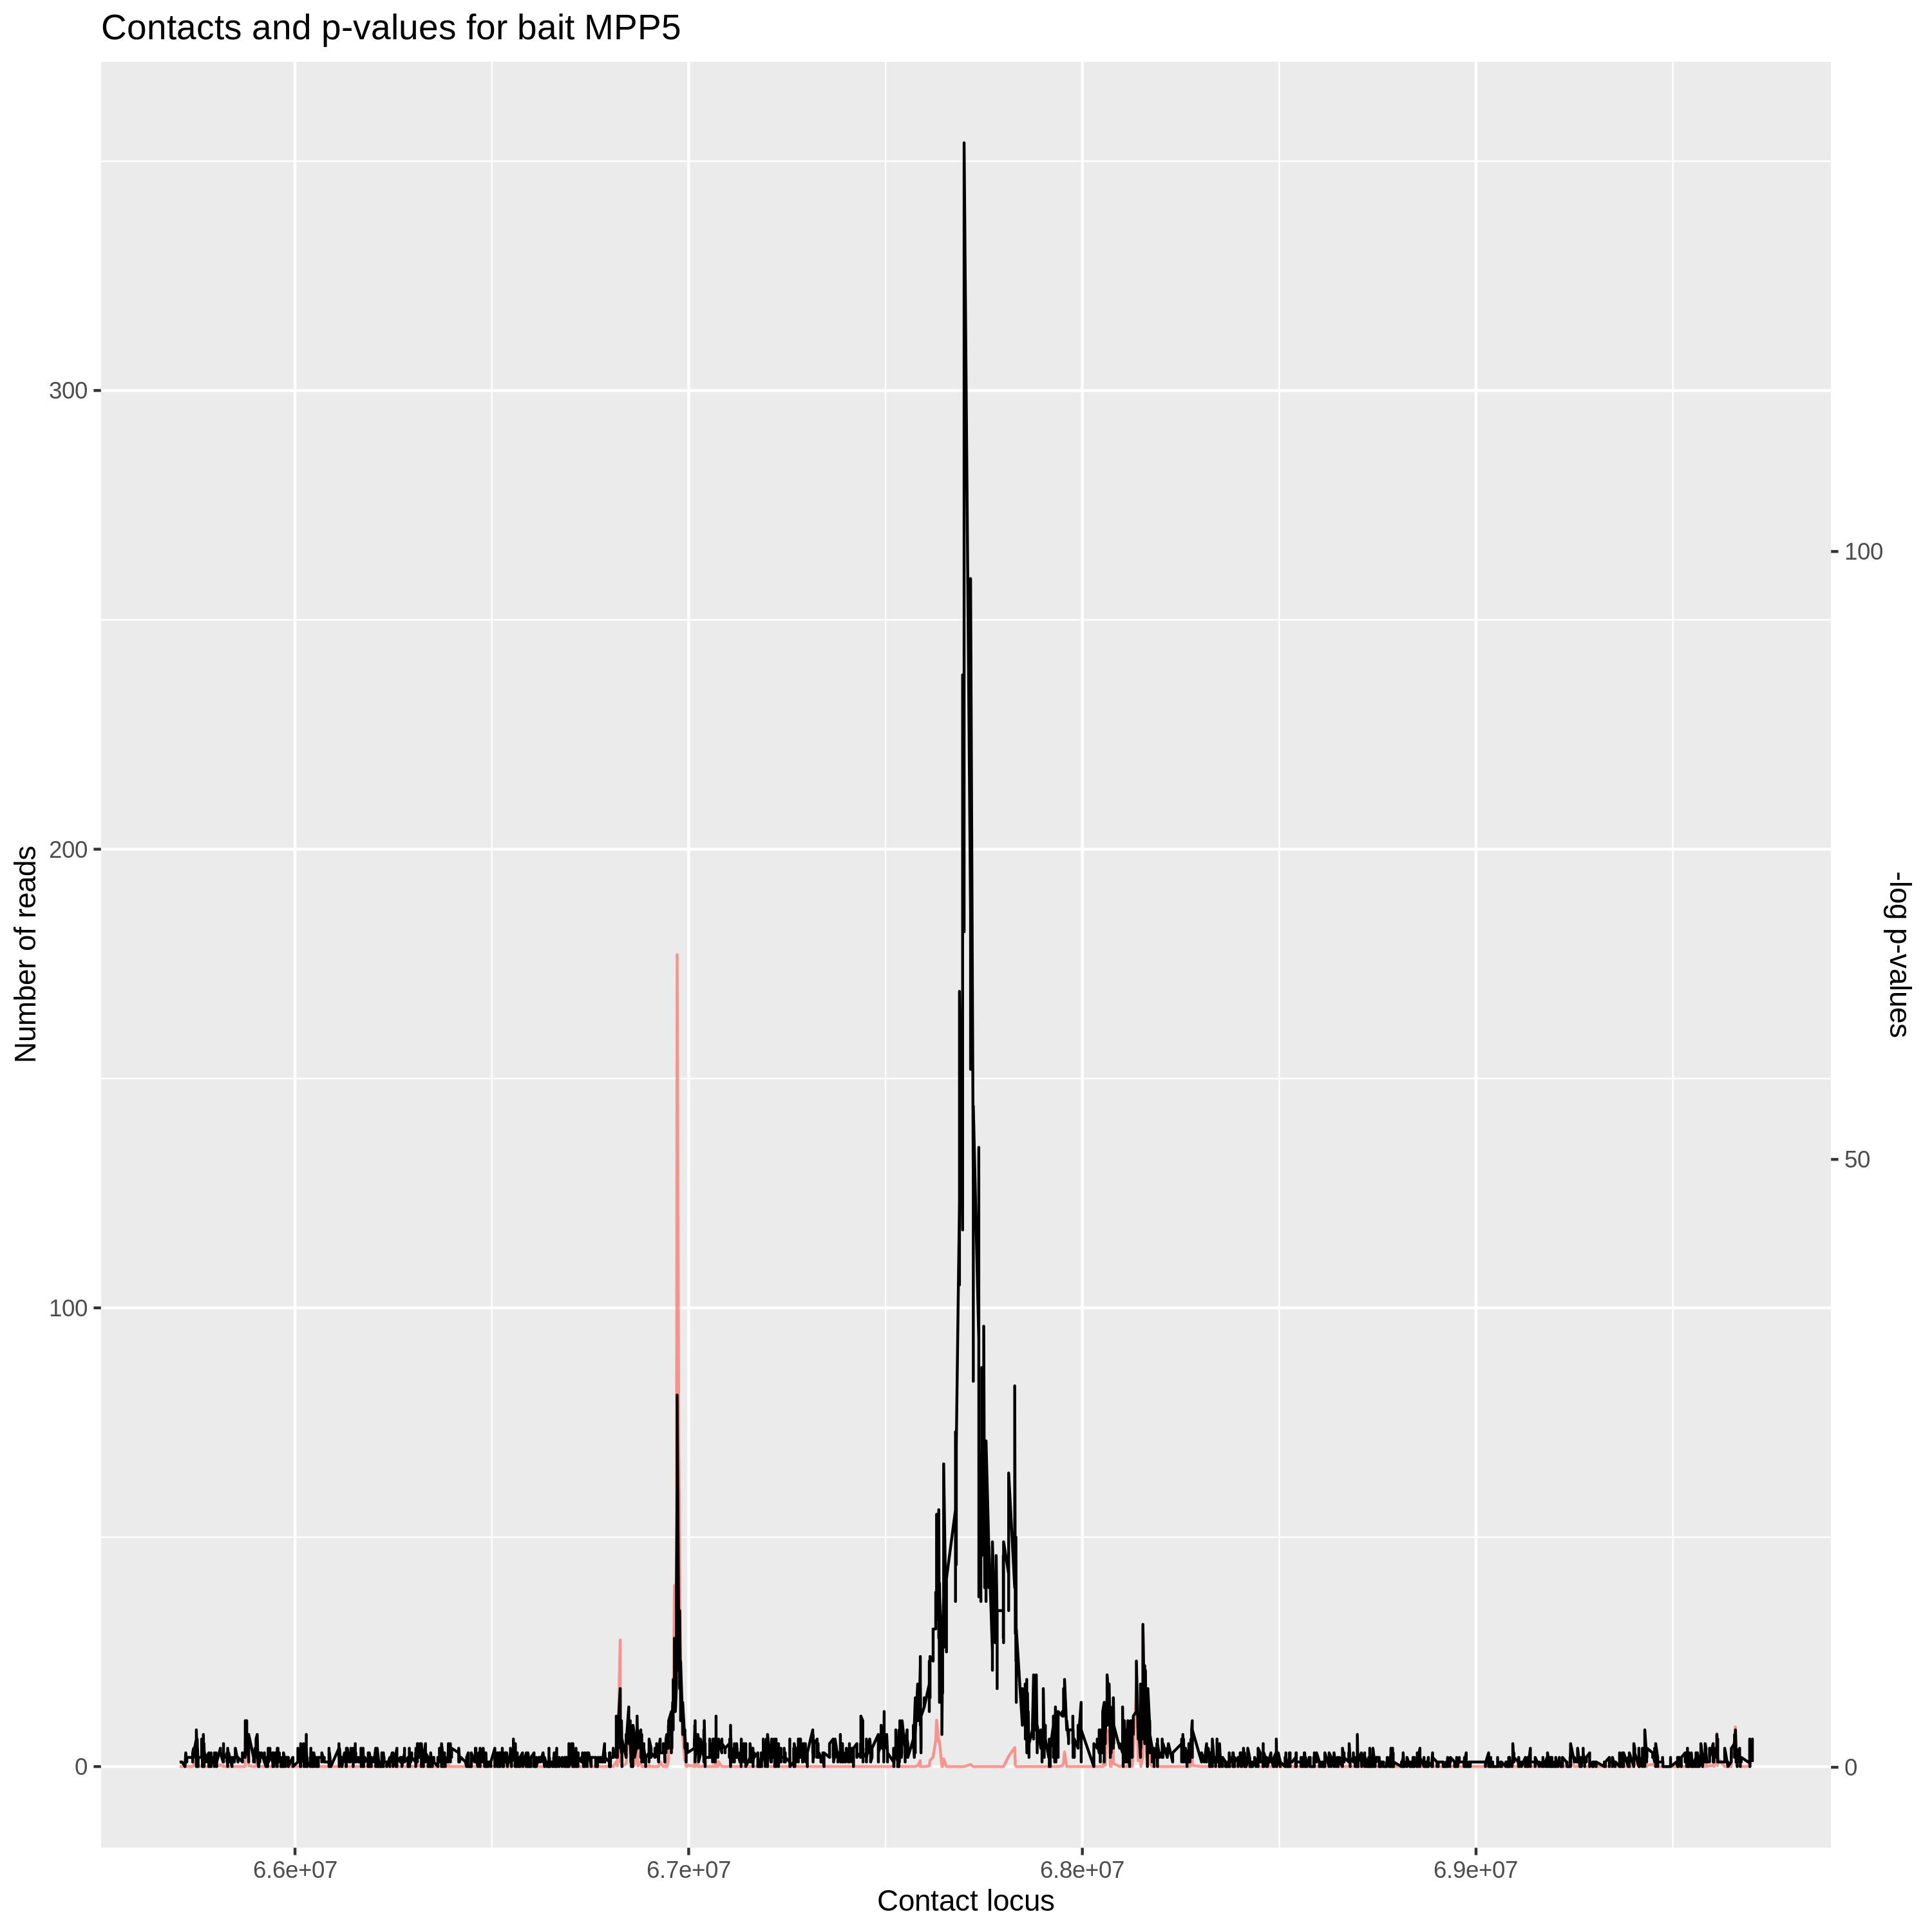 Contacts and p-values for bait MPP5
Number of reads
300
200
100
0
100
50
0
-log p-values
6.6e+07
6.7e+07
6.8e+07
6.9e+07
Contact locus